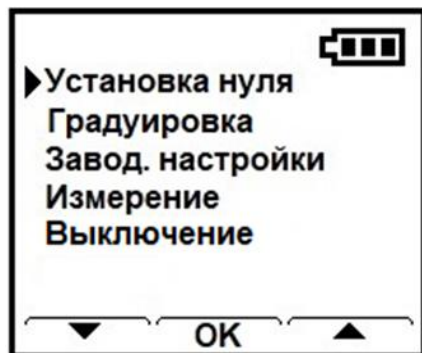 Установка нуля
Градуировка
Завод. настройки
Измерение
Выключение
OK